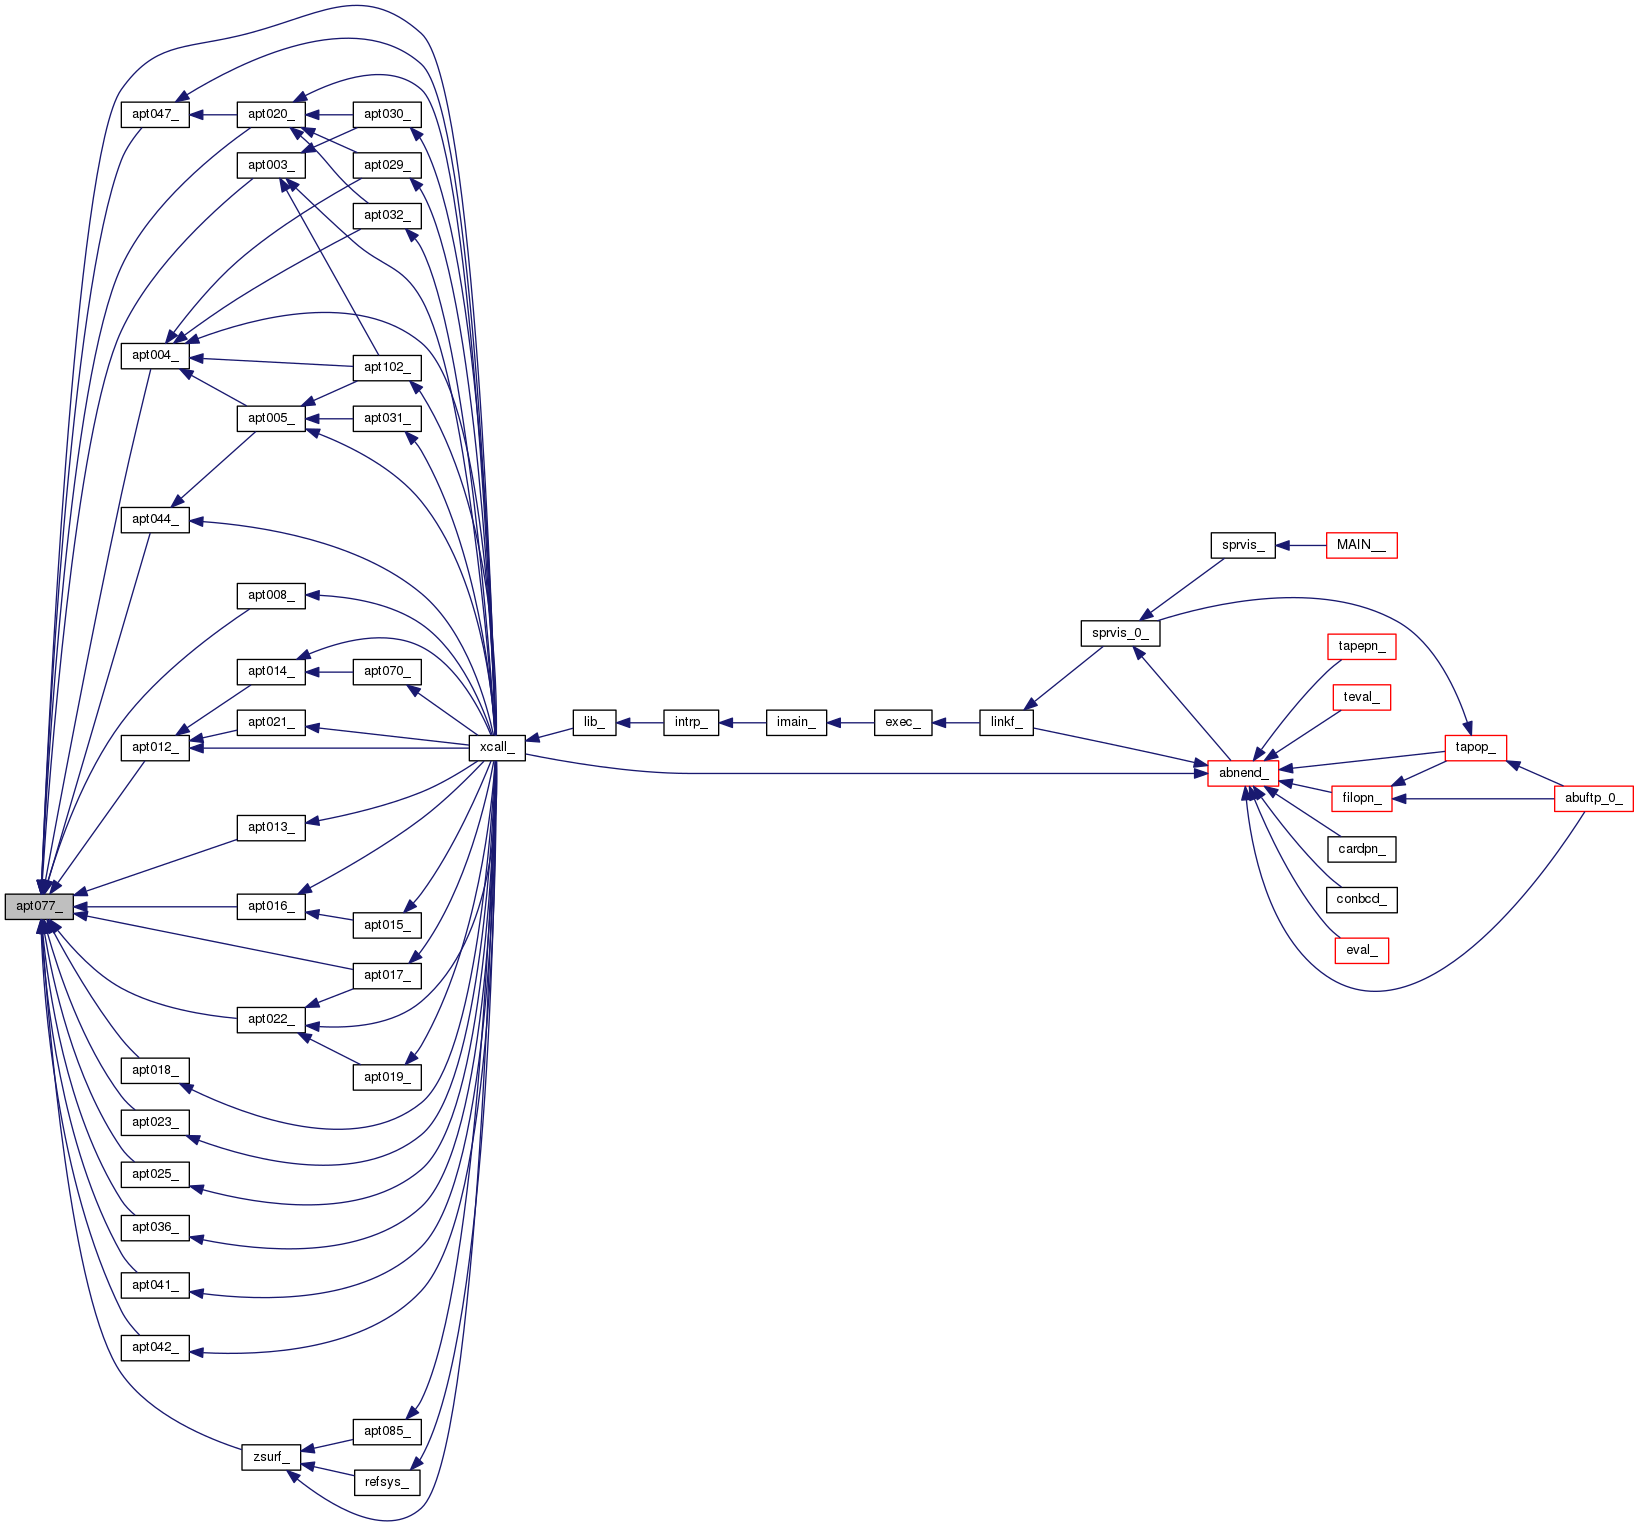 apt047_
apt020_
apt030_
apt003_
apt029_
apt032_
apt004_
apt102_
apt005_
apt031_
apt044_
sprvis_
MAIN__
apt008_
sprvis_0_
tapepn_
apt014_
apt070_
teval_
apt021_
lib_
intrp_
imain_
exec_
linkf_
apt012_
xcall_
tapop_
abnend_
filopn_
abuftp_0_
apt013_
cardpn_
conbcd_
apt077_
apt016_
apt015_
eval_
apt017_
apt022_
apt018_
apt019_
apt023_
apt025_
apt036_
apt041_
apt042_
apt085_
zsurf_
refsys_